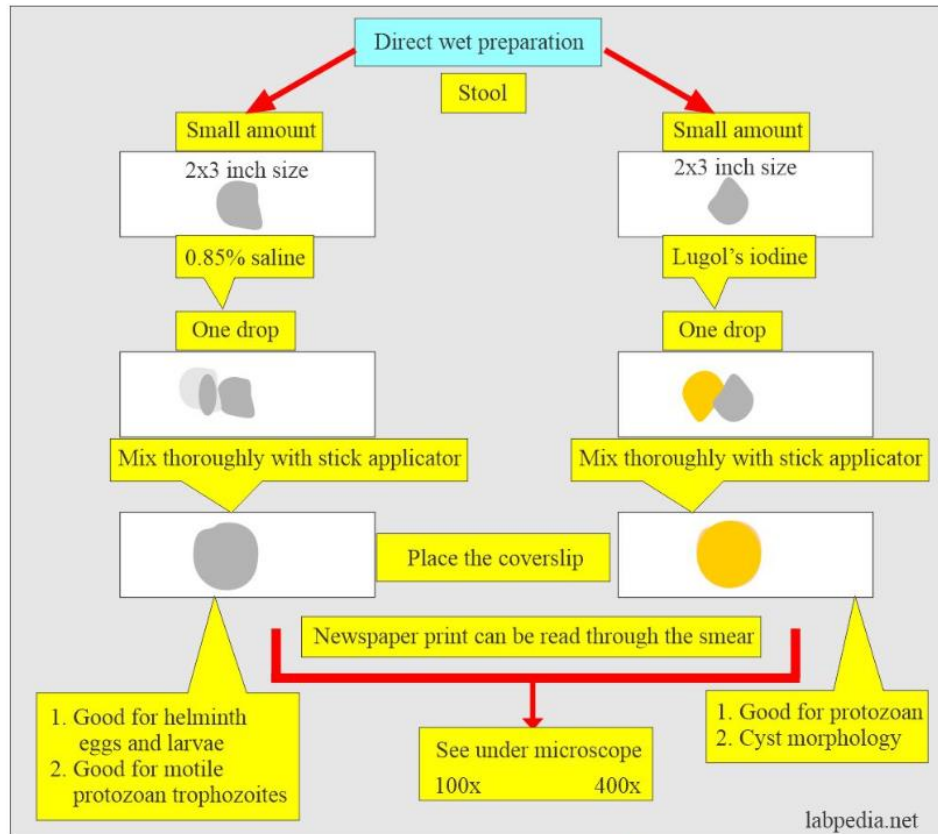 Direct wet preparation
Stool
Small amount
Small amount
2x3 inch size
2x3 inch size
0.85% saline
Lugol's iodine
One drop
One drop
Mix thoroughly with stick applicator
Mix thoroughly with stick applicator
Place the coverslip
Newspaper print can be read through the smear
1. Good for helminth
eggs and larvae
2. Good for motile
protozoan trophozoites
See under microscope
100x 400x
1. Good for protozoan
2. Cyst morphology
labpedia.net